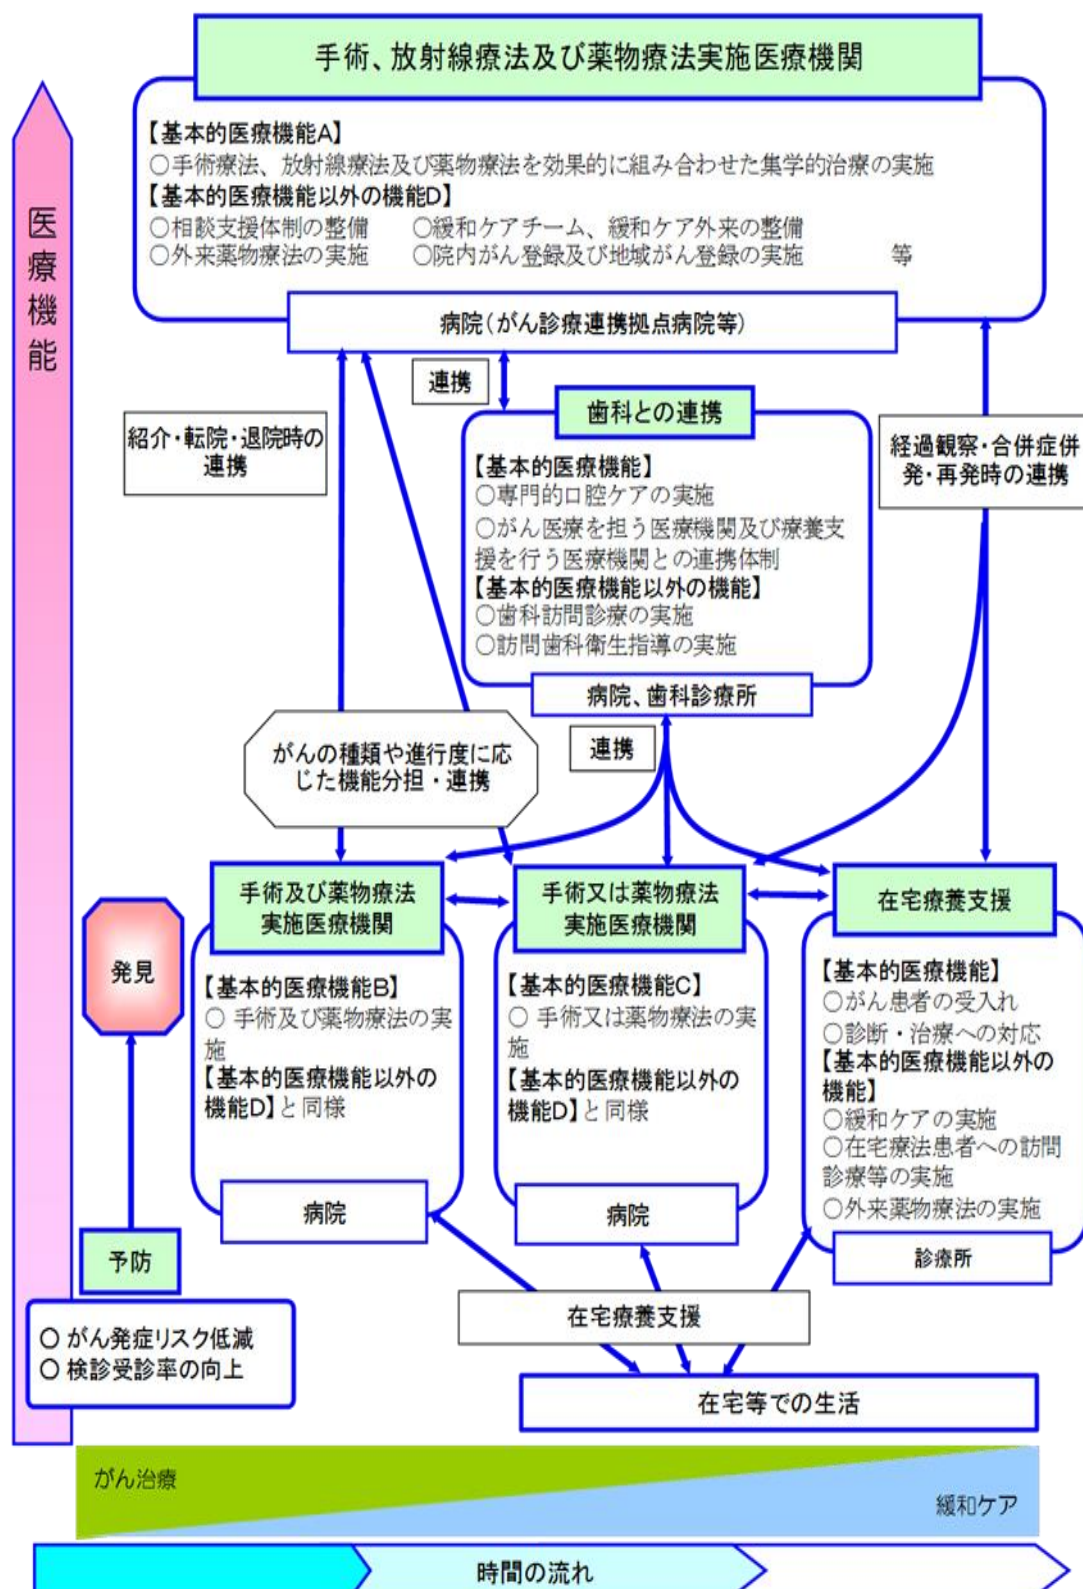 手術、放射線療法及び薬物療法実施医療機関
医療機能
【基本的医療機能A】
○手術療法、放射線療法及び薬物療法を効果的に組み合わせた集学的治療の実施
【基本的医療機能以外の機能D】
○相談支援体制の整備 ○緩和ケアチーム、緩和ケア外来の整備
○外来薬物療法の実施 ○院内がん登録及び地域がん登録の実施 等
病院(がん診療連携拠点病院等)
連携
紹介・転院・退院時の
連携
歯科との連携
【基本的医療機能】
○専門的口腔ケアの実施
○がん医療を担う医療機関及び療養支
援を行う医療機関との連携体制
【基本的医療機能以外の機能】
○歯科訪問診療の実施
○訪問歯科衛生指導の実施
病院、歯科診療所
経過観察・合併症併
発・再発時の連携
連携
がんの種類や進行度に応
じた機能分担・連携
発見
予防
○ がん発症リスク低減
○ 検診受診率の向上
手術及び薬物療法
実施医療機関
【基本的医療機能B】
○ 手術及び薬物療法の実
施
【基本的医療機能以外の
機能D】と同様
病院
手術又は薬物療法
実施医療機関
【基本的医療機能C】
○ 手術又は薬物療法の実
施
【基本的医療機能以外の
機能D】と同様
病院
在宅療養支援
【基本的医療機能】
○がん患者の受入れ
○診断・治療への対応
【基本的医療機能以外の
機能】
○緩和ケアの実施
○在宅療法患者への訪問
診療等の実施
○外来薬物療法の実施
診療所
在宅療養支援
在宅等での生活
がん治療
緩和ケア
時間の流れ